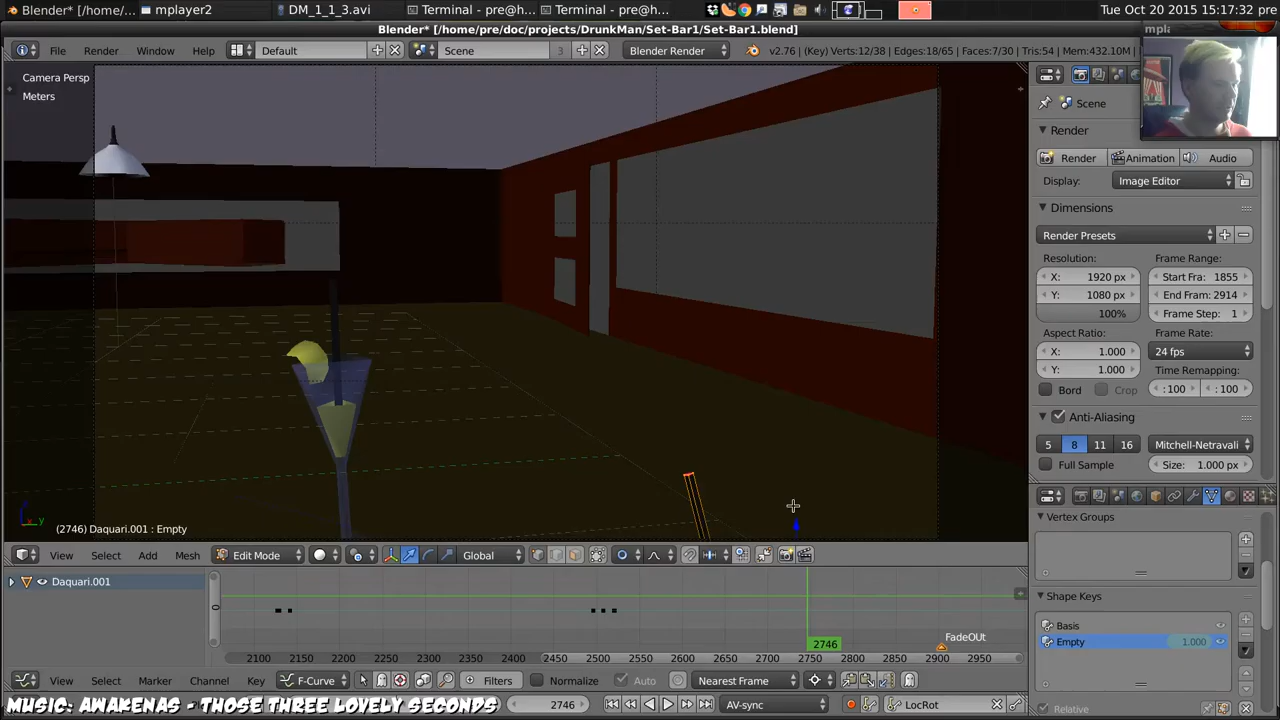 Blender* [/home/pre/doc/projects/DrunkMan/Se...
mplayer2
DM_1_1_3.avi
Terminal - pre@h...
Terminal - pre@h...
Tue Oct 20 2015 15:17:32 pre
Blender* [/home/pre/doc/projects/DrunkMan/Set-Bar1/Set-Bar1.blend]
mpla
File Render Window Help Default Scene 3 Blender Render v2.76 | (Key) Verts:12/38 | Edges:18/65 | Faces:7/30 | Tris:54 | Mem:432.10M
Camera Persp
Meters
Scene
Render
Render Animation Audio
Display: Image Editor
Dimensions
Render Presets
Resolution: Frame Range:
X: 1920 px Start Fra: 1855
Y: 1080 px End Fram: 2914
100% Frame Step: 1
Aspect Ratio: Frame Rate:
X: 1.000 24 fps
Y: 1.000 Time Remapping:
Bord Crop :100 :100
Anti-Aliasing
5 8 11 16 Mitchell-Netravali
Full Sample Size: 1.000 px
(2746) Daquari.001 : Empty
View Select Add Mesh Edit Mode Global
Vertex Groups
Daquari.001
Shape Keys
Basis
Empty 1.000
FadeOUt
2746
2100 2150 2200 2250 2300 2350 2400 2450 2500 2550 2600 2650 2700 2750 2800 2850 2900 2950
View Select Marker Channel Key F-Curve Filters Normalize Auto Nearest Frame
Relative
MUSIC: AWAKENAS - THOSE THREE LOVELY SECONDS
2746 AV-sync LocRot